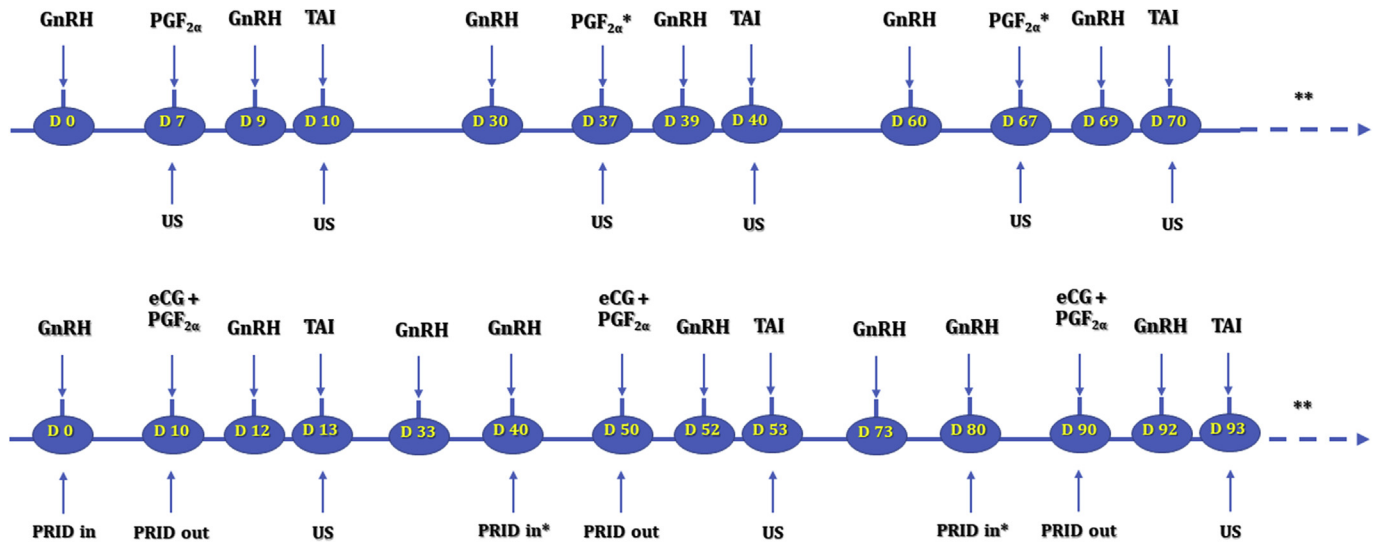 GnRH PGF2α GnRH TAI GnRH PGF2α* GnRH TAI GnRH PGF2α* GnRH TAI
D 0 D 7 D 9 D 10 D 30 D 37 D 39 D 40 D 60 D 67 D 69 D 70 **
US US US US US US
eCG + eCG + eCG +
GnRH PGF2α GnRH TAI GnRH GnRH PGF2α GnRH TAI GnRH GnRH PGF2α GnRH TAI
D 0 D 10 D 12 D 13 D 33 D 40 D 50 D 52 D 53 D 73 D 80 D 90 D 92 D 93 **
PRID in PRID out US PRID in* PRID out US PRID in* PRID out US